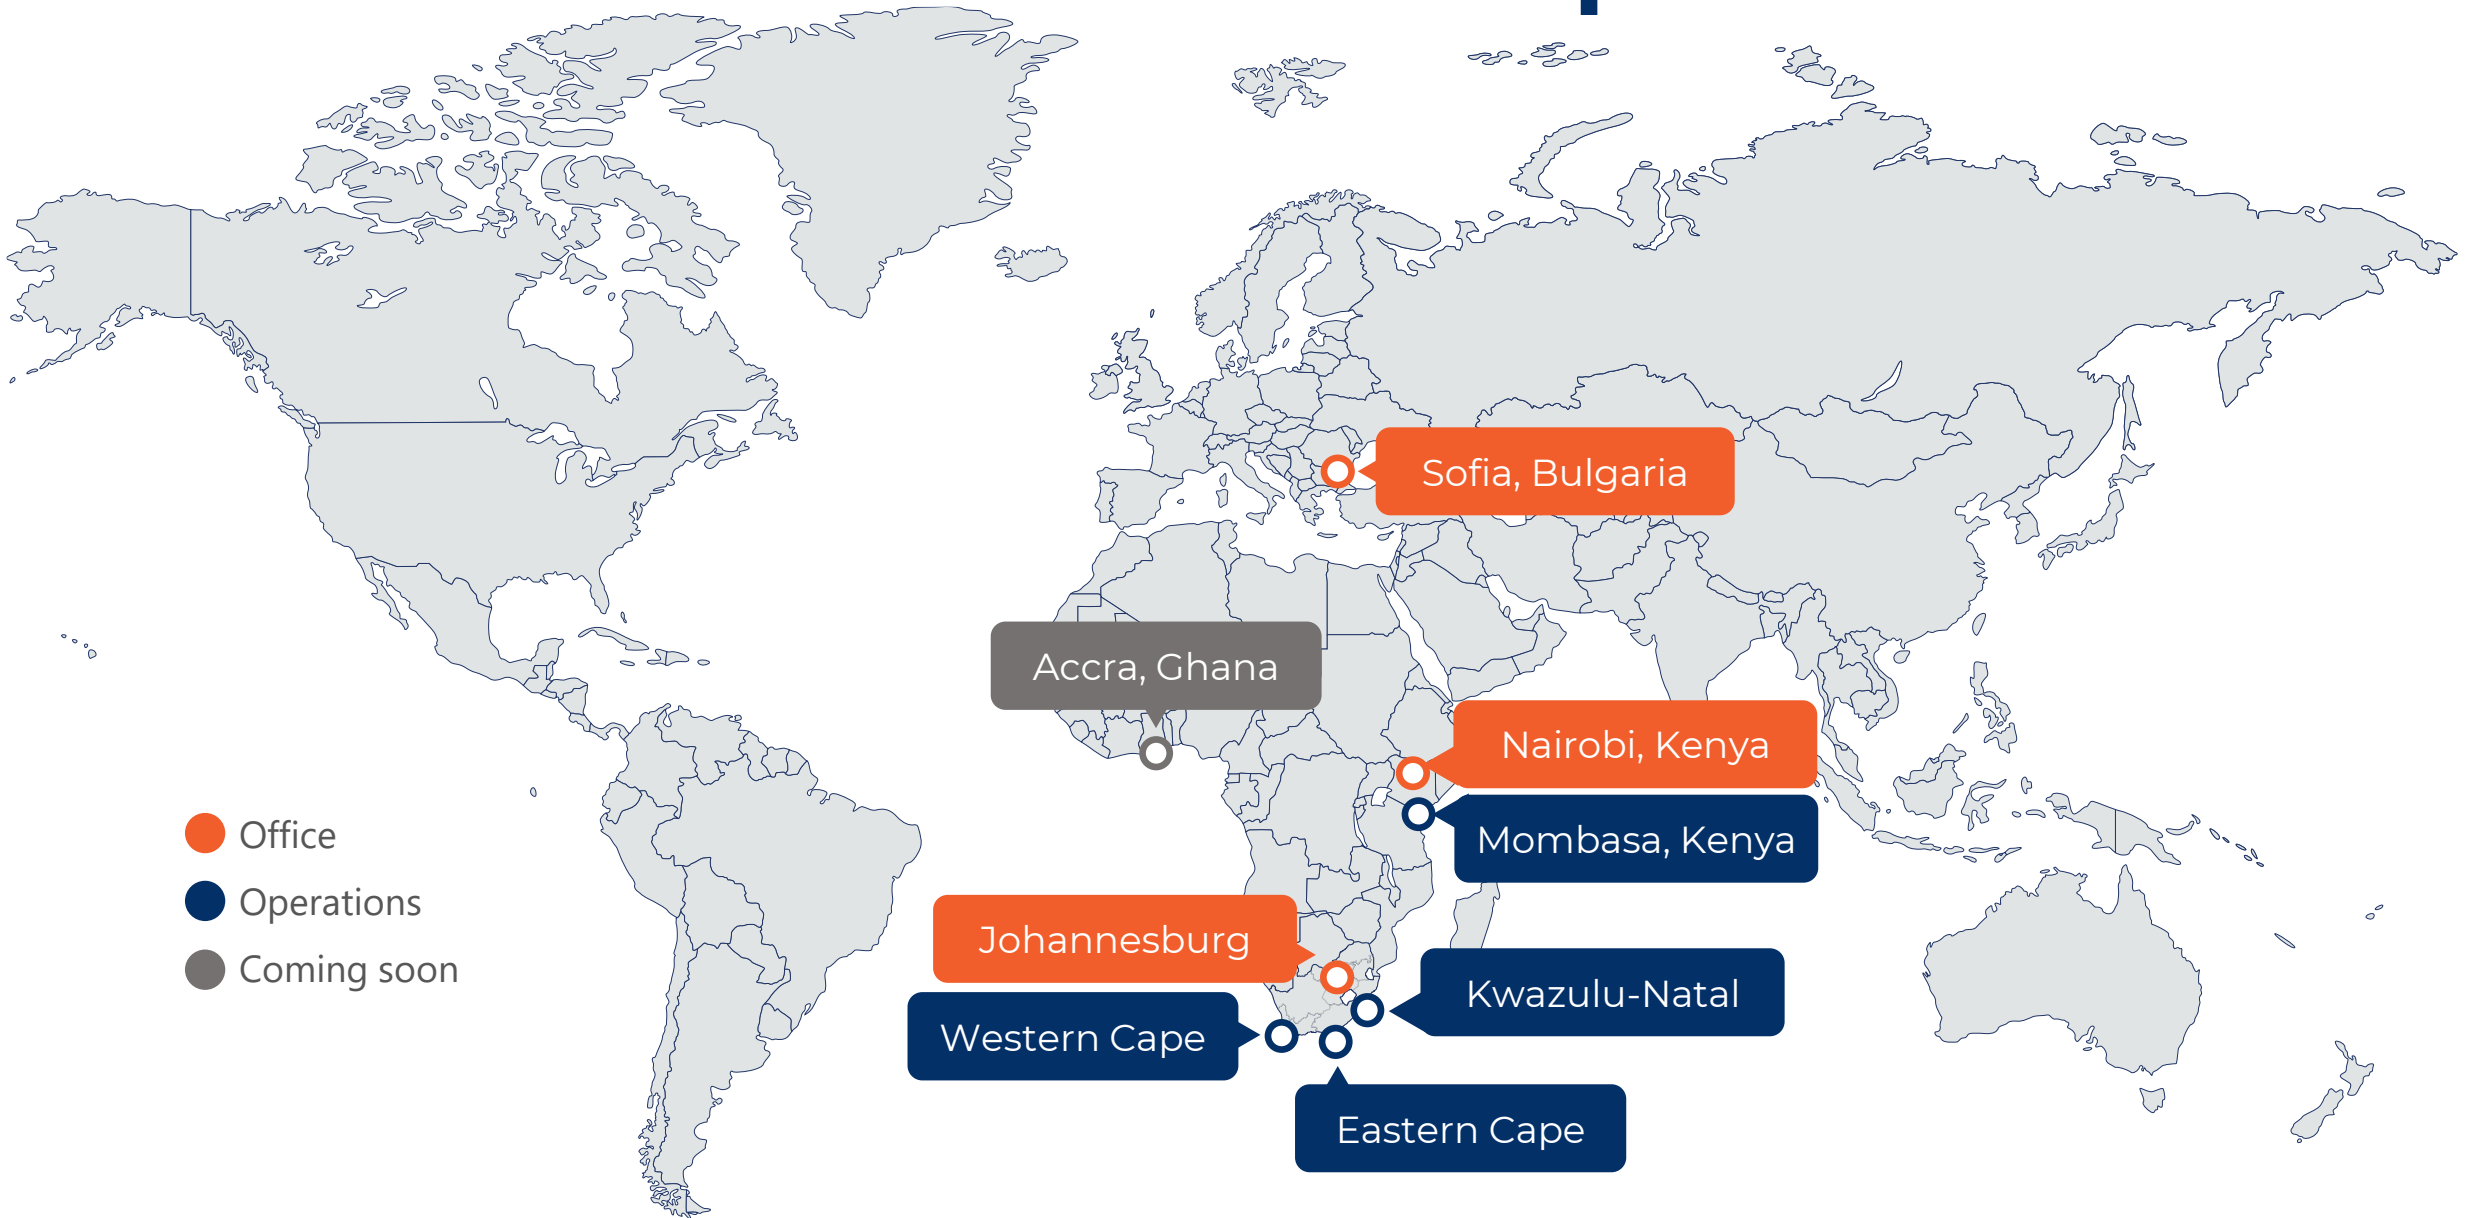 Sofia, Bulgaria
Accra, Ghana
Nairobi, Kenya
Mombasa, Kenya
Johannesburg
Kwazulu-Natal
Western Cape
Eastern Cape
Office
Operations
Coming soon